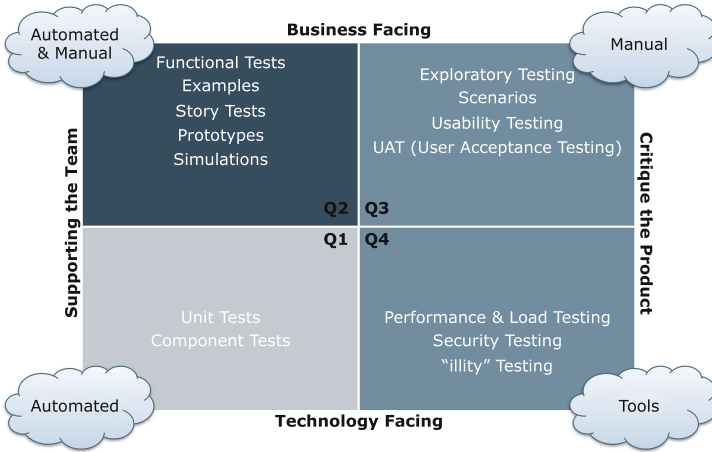 Automated
& Manual
Business Facing
Manual
Functional Tests
Examples
Story Tests
Prototypes
Simulations
Exploratory Testing
Scenarios
Usability Testing
UAT (User Acceptance Testing)
Supporting the Team
Critique the Product
Q2
Q3
Q1
Q4
Unit Tests
Component Tests
Performance & Load Testing
Security Testing
“illity” Testing
Automated
Technology Facing
Tools